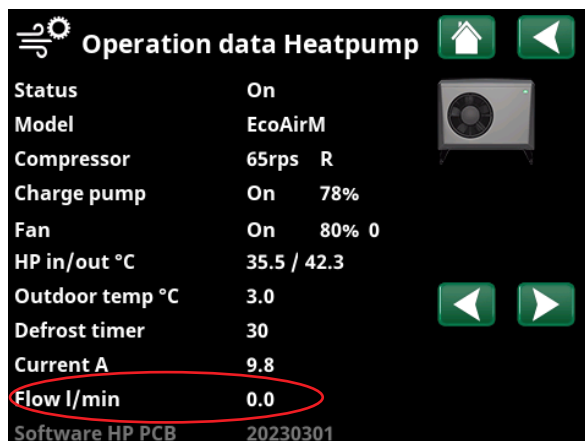 Operation data Heatpump
Status On
Model EcoAirM
Compressor 65rps R
Charge pump On 78%
Fan On 80% 0
HP in/out °C 35.5 / 42.3
Outdoor temp °C 3.0
Defrost timer 30
Current A 9.8
Flow l/min 0.0
Software HP PCB 20230301